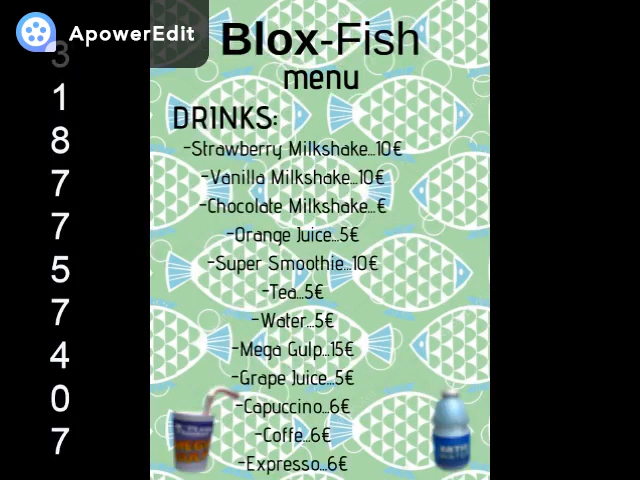 ApowerEdit
3
1
8
7
7
5
7
4
0
7
Blox-Fish
menu
DRINKS:
-Strawberry Milkshake...10€
-Vanilla Milkshake...10€
-Chocolate Milkshake...€
-Orange Juice...5€
-Super Smoothie...10€
-Tea...5€
-Water...5€
-Mega Gulp...15€
-Grape Juice...5€
-Capuccino...6€
-Coffe...6€
-Expresso...6€